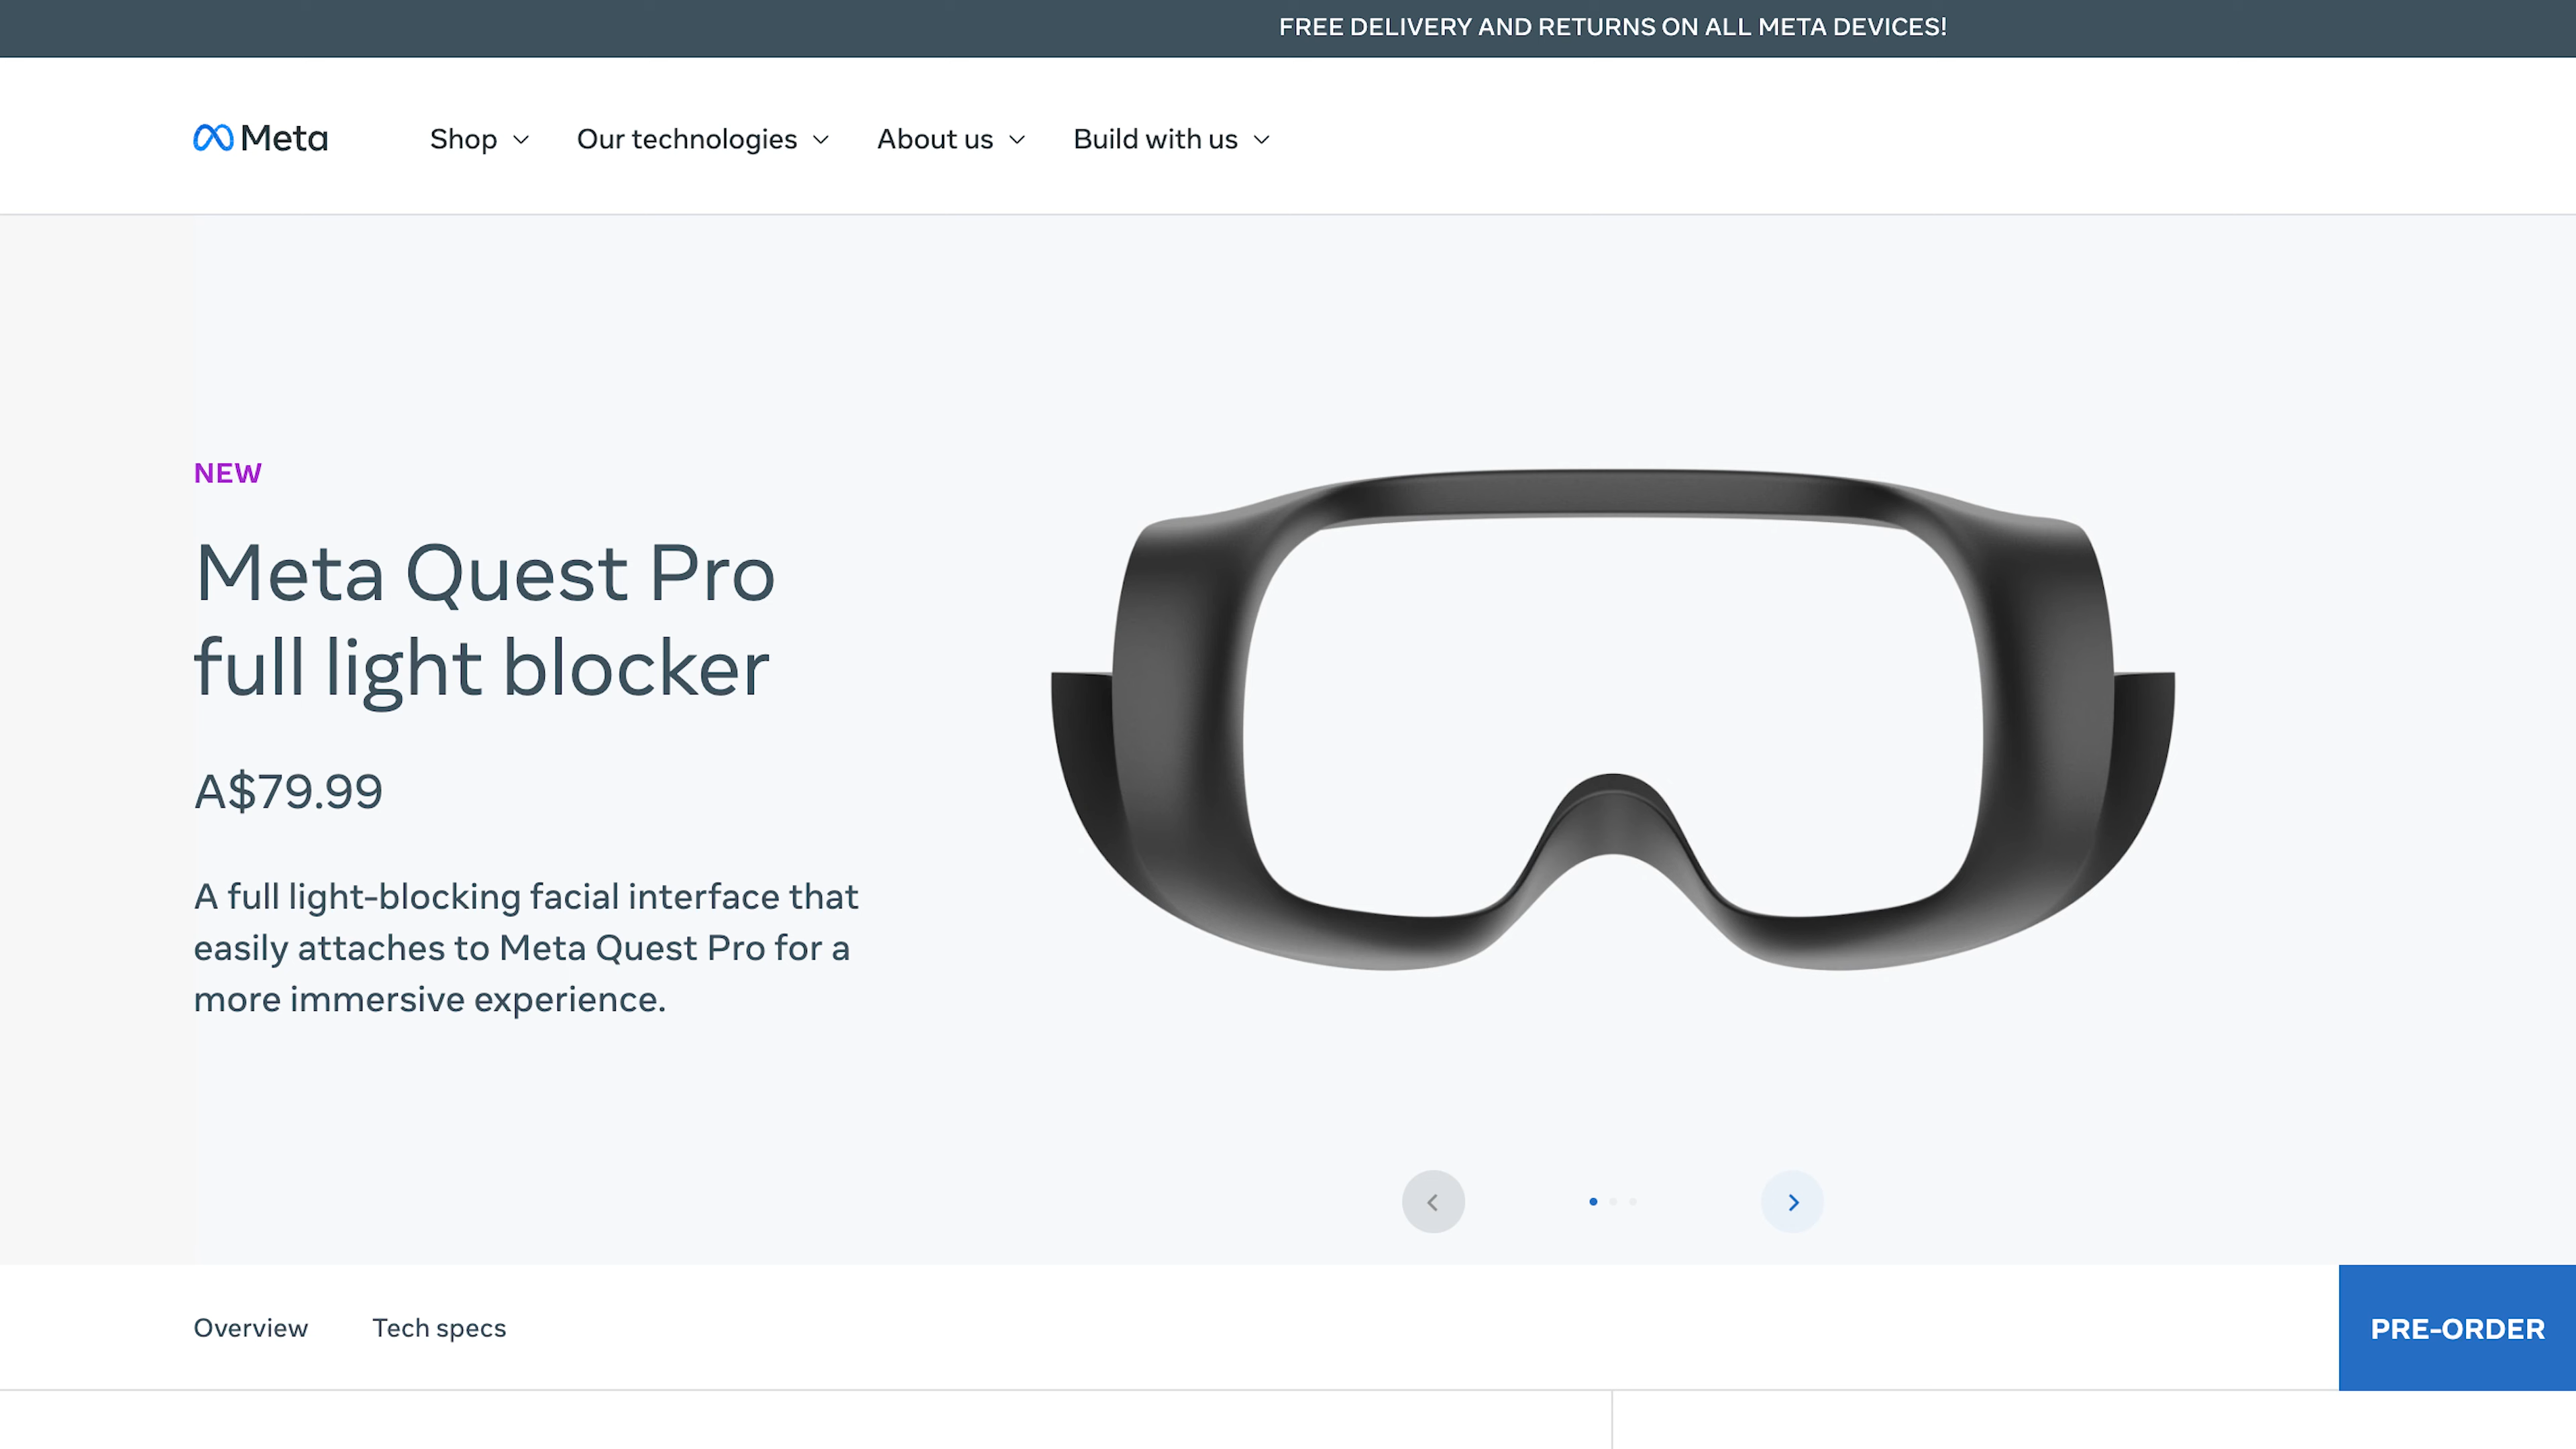 FREE DELIVERY AND RETURNS ON ALL META DEVICES!
Meta Shop Our technologies About us Build with us
NEW
Meta Quest Pro
full light blocker
A$79.99
A full light-blocking facial interface that
easily attaches to Meta Quest Pro for a
more immersive experience.
Overview Tech specs PRE-ORDER